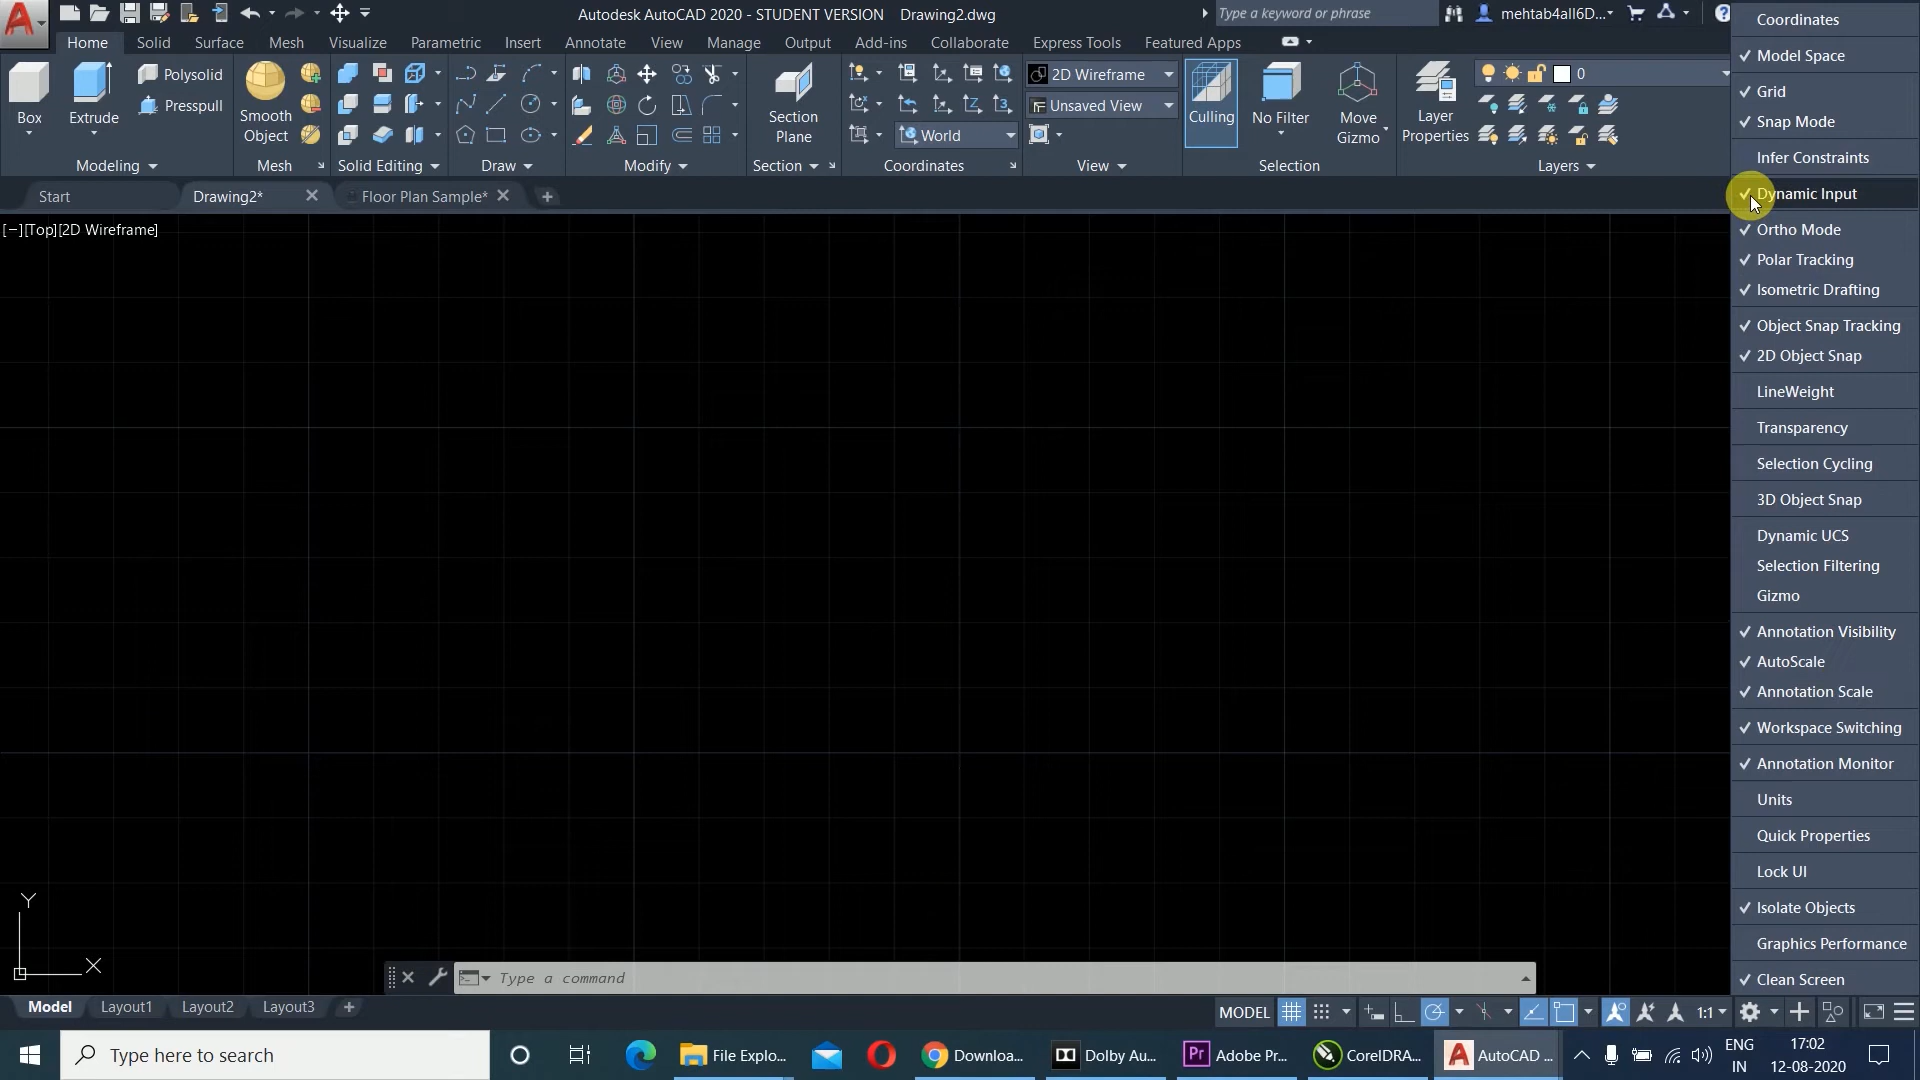 Autodesk AutoCAD 2020 - STUDENT VERSION Drawing2.dwg
Type a keyword or phrase
mehtab4all6D...
Home Solid Surface Mesh Visualize Parametric Insert Annotate View Manage Output Add-ins Collaborate Express Tools Featured Apps
Box
Extrude
Polysolid
Presspull
Smooth
Object
Section
Plane
World
2D Wireframe
Unsaved View
Culling
No Filter
Move
Gizmo
Layer
Properties
0
Modeling
Mesh
Solid Editing
Draw
Modify
Section
Coordinates
View
Selection
Layers
Start
Drawing2*
Floor Plan Sample*
[−][Top][2D Wireframe]
Coordinates
Model Space
Grid
Snap Mode
Infer Constraints
Dynamic Input
Ortho Mode
Polar Tracking
Isometric Drafting
Object Snap Tracking
2D Object Snap
LineWeight
Transparency
Selection Cycling
3D Object Snap
Dynamic UCS
Selection Filtering
Gizmo
Annotation Visibility
AutoScale
Annotation Scale
Workspace Switching
Annotation Monitor
Units
Quick Properties
Lock UI
Isolate Objects
Graphics Performance
Clean Screen
Y
X
Type a command
Model Layout1 Layout2 Layout3
MODEL
1:1
Type here to search
File Explo...
Downloa...
Dolby Au...
Pr Adobe Pr...
CorelDRA...
A AutoCAD ...
ENG
IN
17:02
12-08-2020